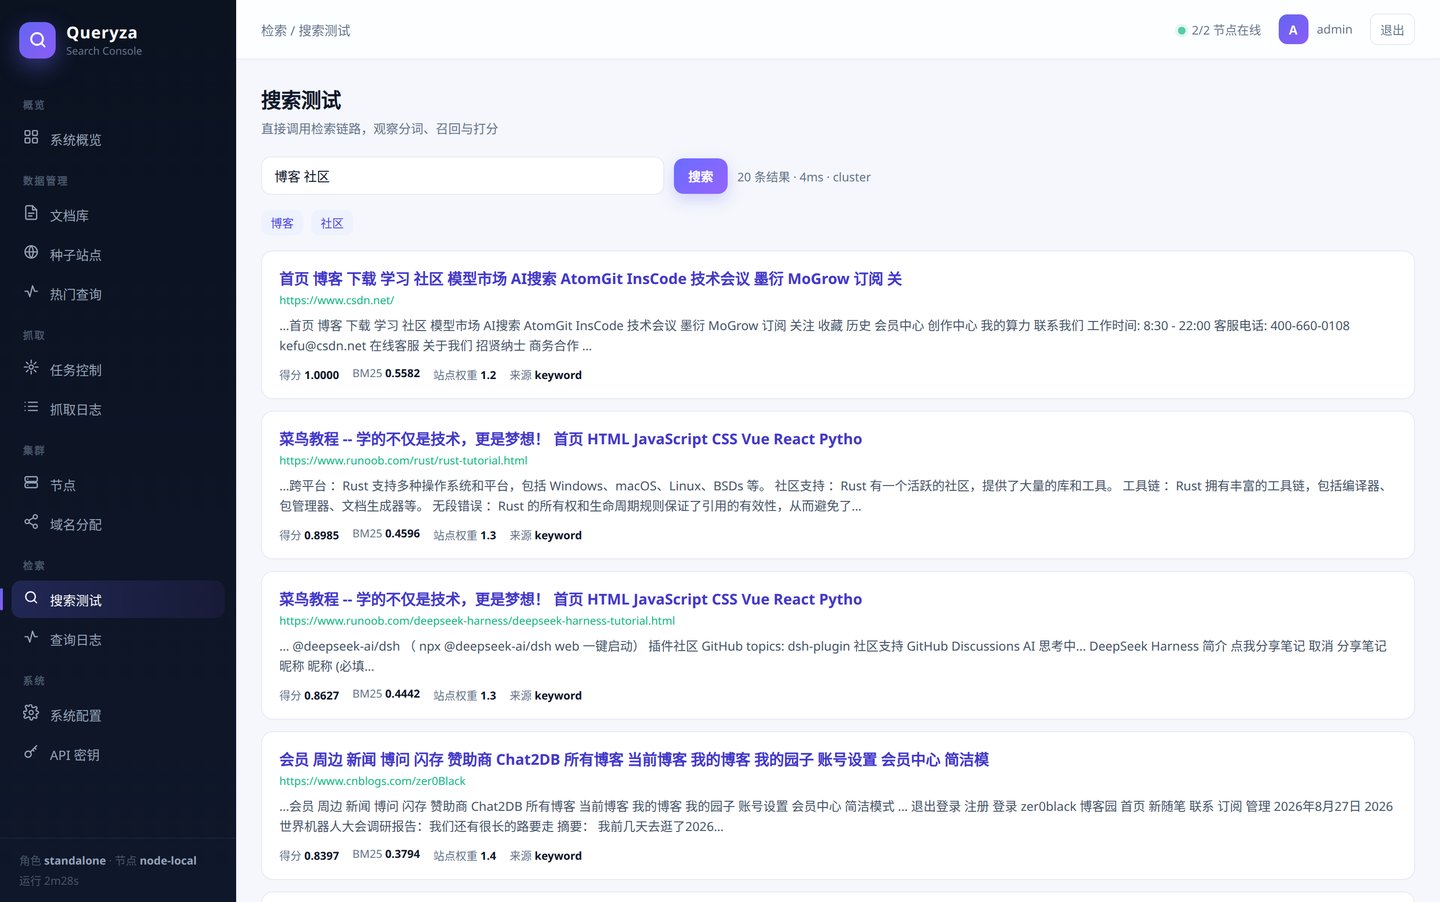 Queryza
Search Console
检索 / 搜索测试
2/2 节点在线
A
admin
退出
概览
系统概览
数据管理
文档库
种子站点
热门查询
抓取
任务控制
抓取日志
集群
节点
域名分配
检索
搜索测试
查询日志
系统
系统配置
API 密钥
角色 standalone · 节点 node-local
运行 2m28s
搜索测试
直接调用检索链路，观察分词、召回与打分
博客 社区
搜索
20 条结果 · 4ms · cluster
博客 社区
首页 博客 下载 学习 社区 模型市场 AI搜索 AtomGit InsCode 技术会议 墨衍 MoGrow 订阅 关
https://www.csdn.net/
...首页 博客 下载 学习 社区 模型市场 AI搜索 AtomGit InsCode 技术会议 墨衍 MoGrow 订阅 关注 收藏 历史 会员中心 创作中心 我的算力 联系我们 工作时间: 8:30 - 22:00 客服电话: 400-660-0108
kefu@csdn.net 在线客服 关于我们 招贤纳士 商务合作 ...
得分 1.0000 BM25 0.5582 站点权重 1.2 来源 keyword
菜鸟教程 -- 学的不仅是技术，更是梦想！ 首页 HTML JavaScript CSS Vue React Pytho
https://www.runoob.com/rust/rust-tutorial.html
...跨平台： Rust 支持多种操作系统和平台，包括 Windows、macOS、Linux、BSDs 等。 社区支持： Rust 有一个活跃的社区，提供了大量的库和工具。 工具链： Rust 拥有丰富的工具链，包括编译器、
包管理器、文档生成器等。 无段错误： Rust 的所有权和生命周期规则保证了引用的有效性，从而避免了...
得分 0.8985 BM25 0.4596 站点权重 1.3 来源 keyword
菜鸟教程 -- 学的不仅是技术，更是梦想！ 首页 HTML JavaScript CSS Vue React Pytho
https://www.runoob.com/deepseek-harness/deepseek-harness-tutorial.html
... @deepseek-ai/dsh （ npx @deepseek-ai/dsh web 一键启动） 插件社区 GitHub topics: dsh-plugin 社区支持 GitHub Discussions AI 思考中... DeepSeek Harness 简介 点我分享笔记 取消 分享笔记
昵称 昵称 (必填...
得分 0.8627 BM25 0.4442 站点权重 1.3 来源 keyword
会员 周边 新闻 博问 闪存 赞助商 Chat2DB 所有博客 当前博客 我的博客 我的园子 账号设置 会员中心 简洁模
https://www.cnblogs.com/zer0Black
...会员 周边 新闻 博问 闪存 赞助商 Chat2DB 所有博客 当前博客 我的博客 我的园子 账号设置 会员中心 简洁模式 ... 退出登录 注册 登录 zer0black 博客园 首页 新随笔 联系 订阅 管理 2026年8月27日 2026
世界机器人大会调研报告：我们还有很长的路要走 摘要： 我前几天去逛了2026...
得分 0.8397 BM25 0.3794 站点权重 1.4 来源 keyword